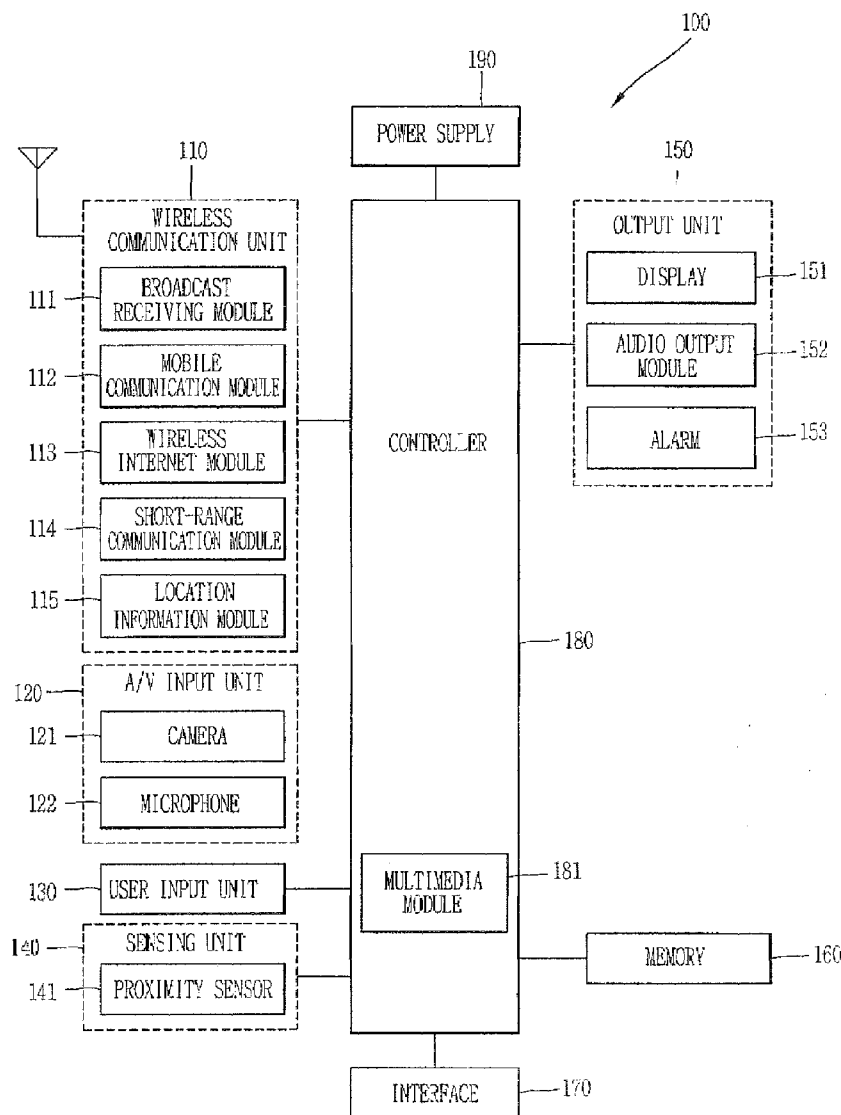 100
190
POWER SUPPLY
110
WIRELESS
COMMUNICATION UNIT
111
BROADCAST
RECEIVING MODULE
112
MOBILE
COMMUNICATION MODULE
113
WIRELESS
INTERNET MODULE
114
SHORT-RANGE
COMMUNICATION MODULE
115
LOCATION
INFORMATION MODULE
120
A/V INPUT UNIT
121
CAMERA
122
MICROPHONE
130
USER INPUT UNIT
140
SENSING UNIT
141
PROXIMITY SENSOR
CONTROLLER
180
MULTIMEDIA
MODULE
181
150
OUTPUT UNIT
DISPLAY
151
AUDIO OUTPUT
MODULE
152
ALARM
153
MEMORY
160
INTERFACE
170